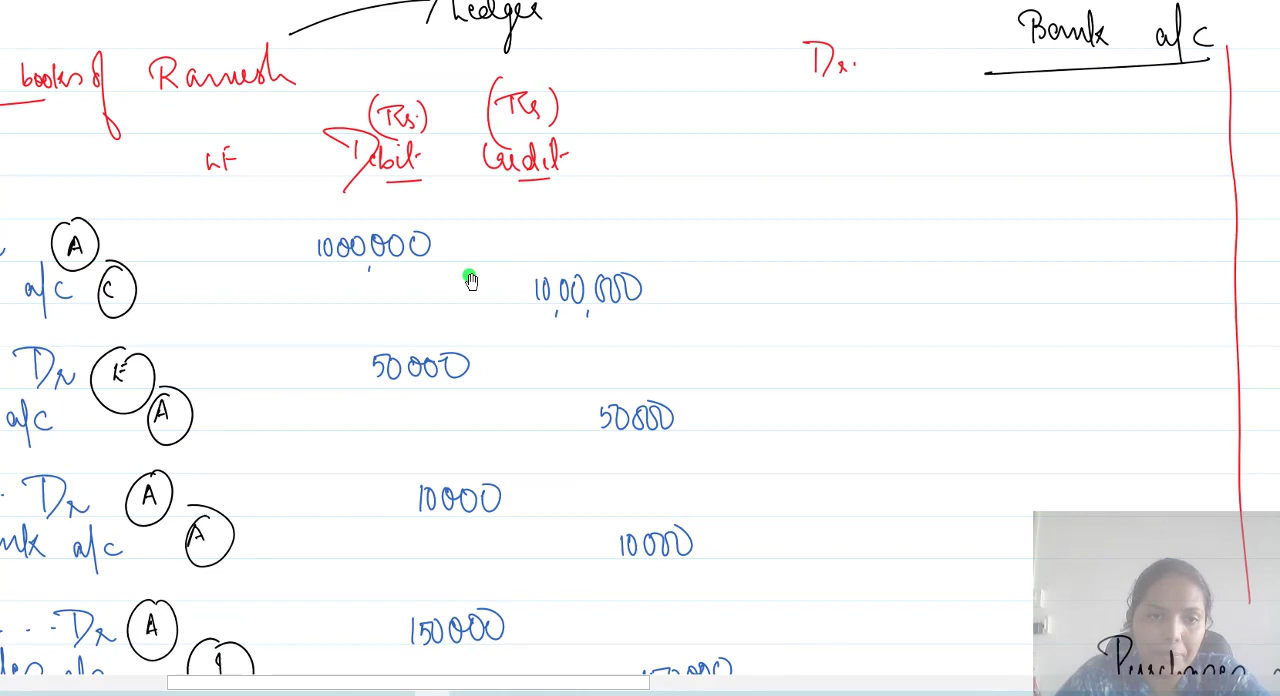 Ledger
Bank a/c
books of Ramesh
Dr.
(Rs.) (Rs)
LF Debit Credit
A 1000000
a/c C 1000000
Dr E 50000
a/c A 50000
Dr A 10000
a/c A 10000
Dr A 150000
a/c
Purchases